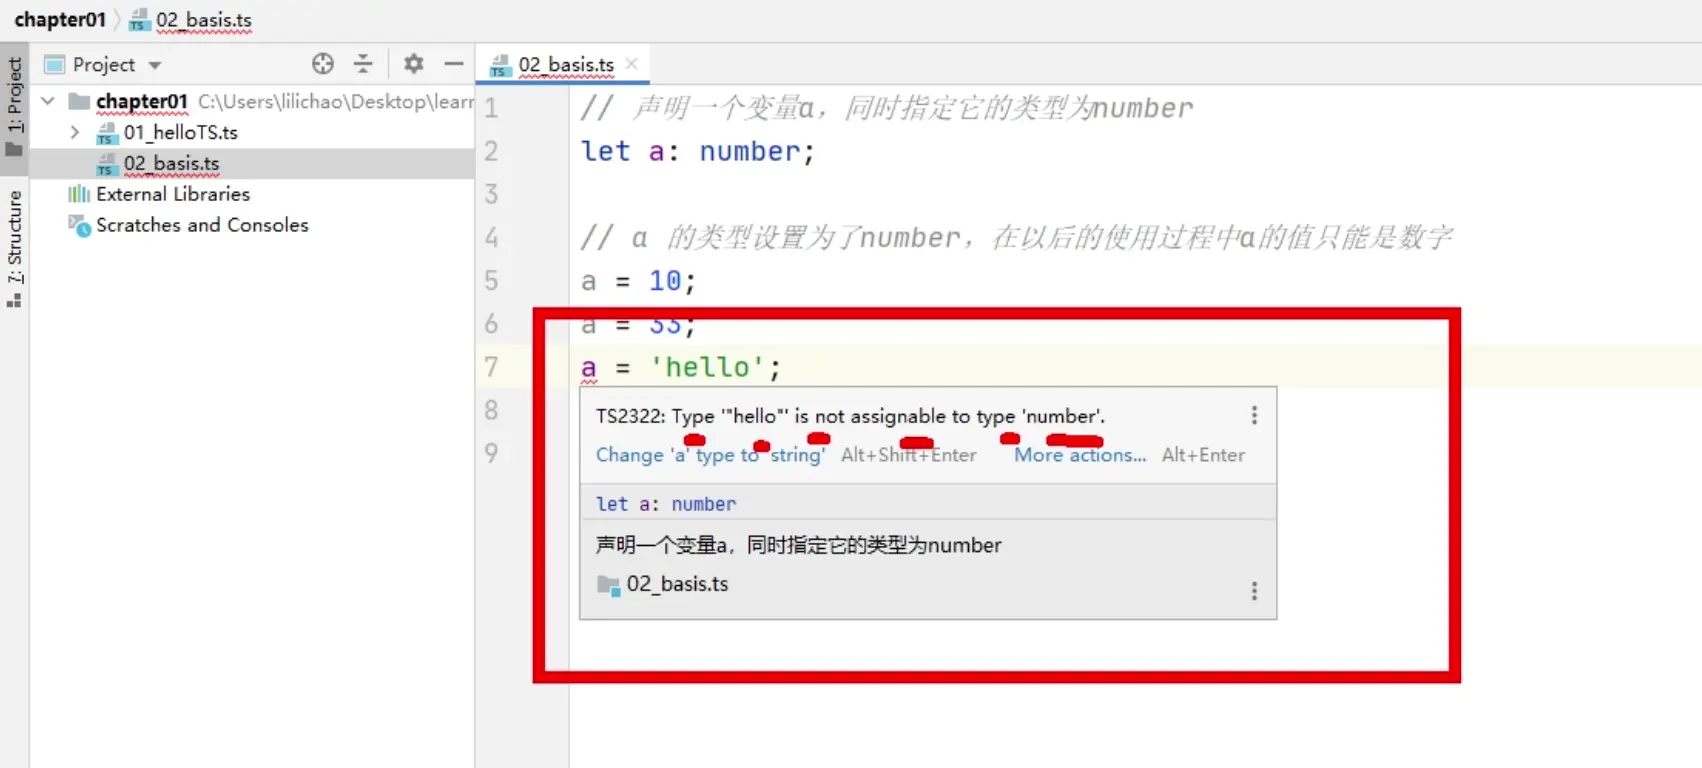 chapter01 02_basis.ts
Project
02_basis.ts
1: Project
7: Structure
chapter01 C:\Users\lilichao\Desktop\learn
01_helloTS.ts
02_basis.ts
External Libraries
Scratches and Consoles
1 // 声明一个变量a，同时指定它的类型为number
2 let a: number;
3
4 // a 的类型设置为了number，在以后的使用过程中a的值只能是数字
5 a = 10;
6 a = 33;
7 a = 'hello';
8
9
TS2322: Type '"hello"' is not assignable to type 'number'.
Change 'a' type to 'string' Alt+Shift+Enter More actions... Alt+Enter
let a: number
声明一个变量a，同时指定它的类型为number
02_basis.ts